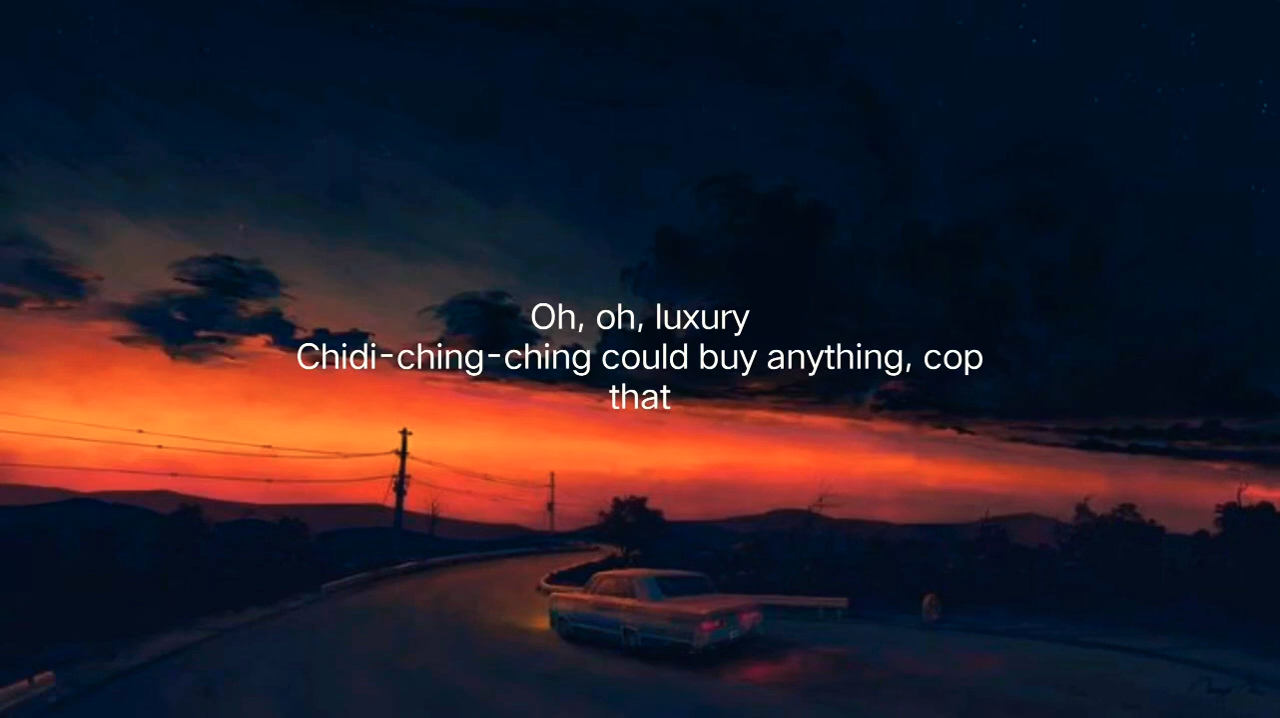 Oh, oh, luxury
Chidi-ching-ching could buy anything, cop
that